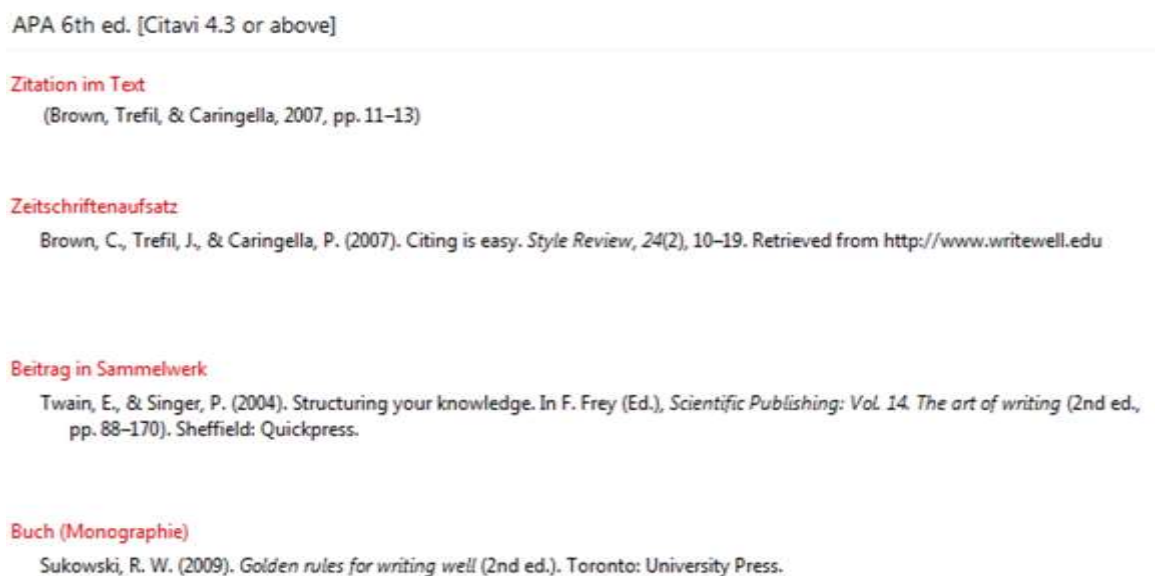 APA 6th ed. [Citavi 4.3 or above]
Zitation im Text
(Brown, Trefil, & Caringella, 2007, pp. 11–13)
Zeitschriftenaufsatz
Brown, C., Trefil, J., & Caringella, P. (2007). Citing is easy. Style Review, 24(2), 10–19. Retrieved from http://www.writewell.edu
Beitrag in Sammelwerk
Twain, E., & Singer, P. (2004). Structuring your knowledge. In F. Frey (Ed.), Scientific Publishing: Vol. 14. The art of writing (2nd ed.,
pp. 88–170). Sheffield: Quickpress.
Buch (Monographie)
Sukowski, R. W. (2009). Golden rules for writing well (2nd ed.). Toronto: University Press.